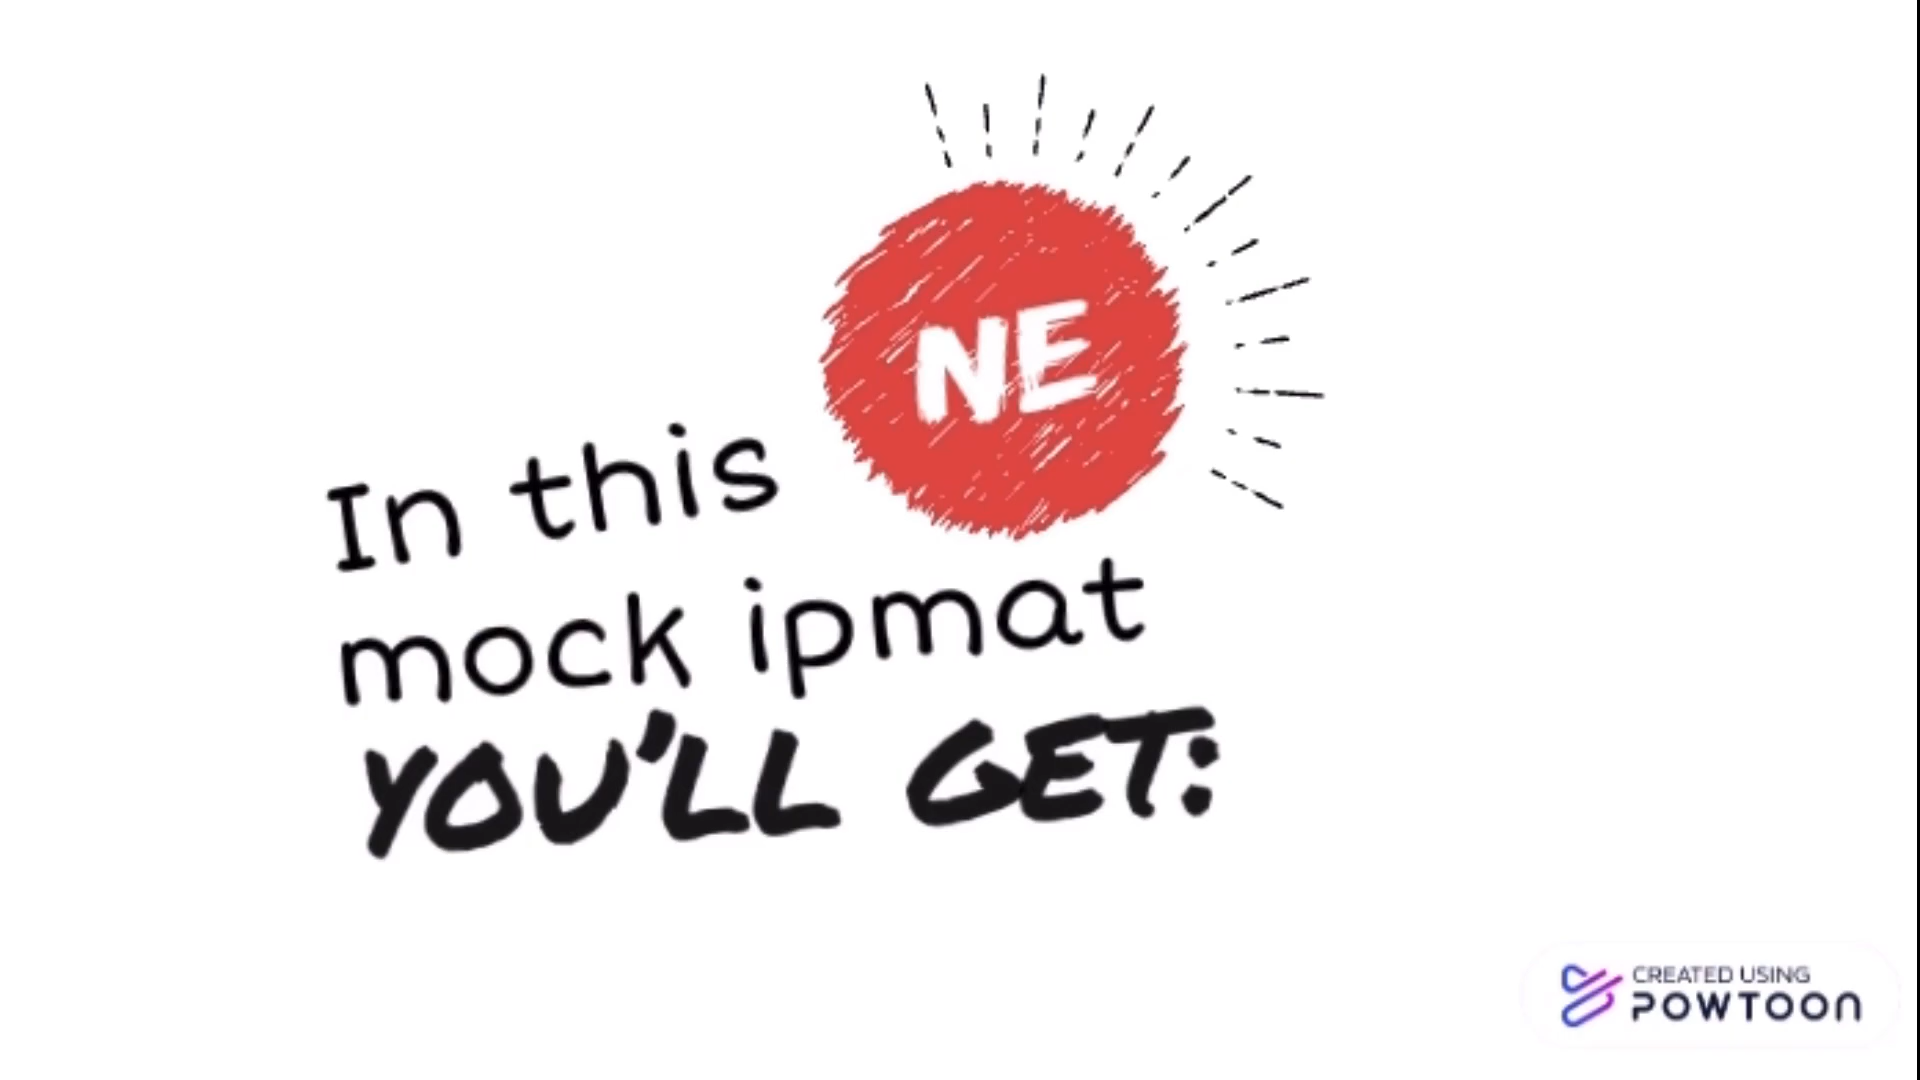 NE
In this
mock ipmat
YOU'LL GET:
CREATED USING
POWTOON